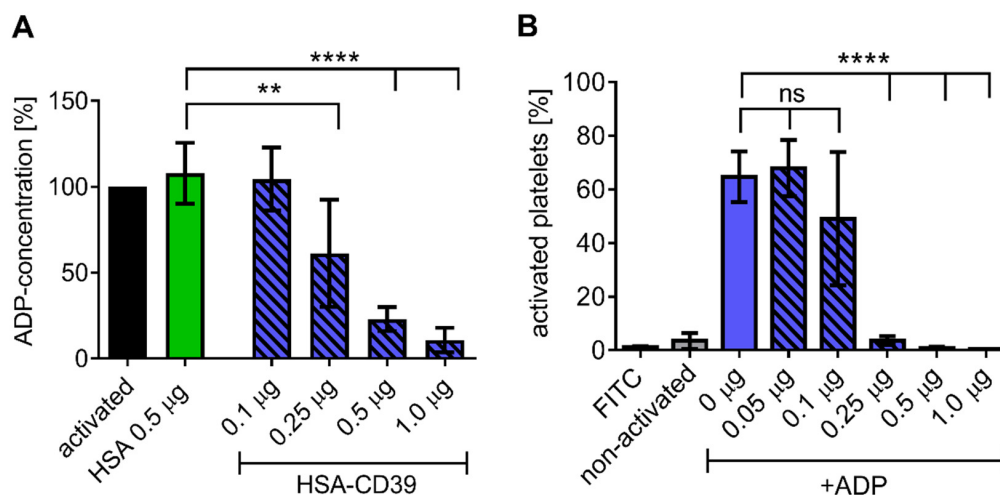 A
****
**
ADP-concentration [%]
150
100
50
0
activated
HSA 0.5 µg
0.1 µg
0.25 µg
0.5 µg
1.0 µg
HSA-CD39
B
****
ns
activated platelets [%]
100
80
60
40
20
0
FITC
non-activated
0 µg
0.05 µg
0.1 µg
0.25 µg
0.5 µg
1.0 µg
+ADP